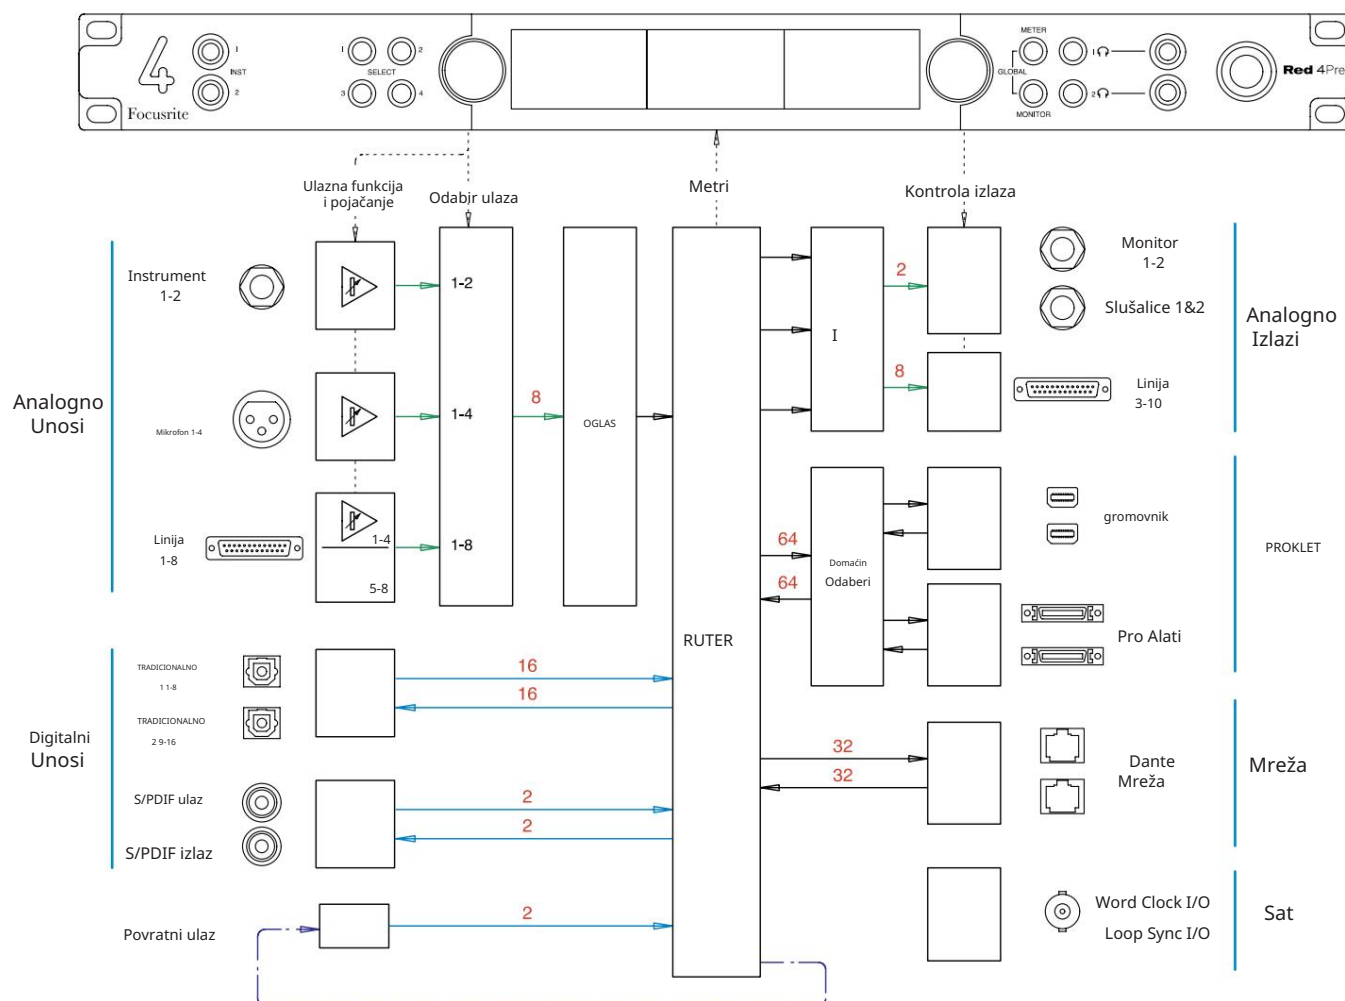 4
Focusrite
1
INST
2
1
2
SELECT
3
4
METER
GLOBAL
1
2
MONITOR
Red 4Pre
Ulazna funkcija
i pojačanje
Odabir ulaza
Metri
Kontrola izlaza
Analogno
Unosi
Instrument
1-2
Mikrofon 1-4
Linija
1-8
1-4
5-8
1-2
1-4
1-8
8
OGLAS
RUTER
I
2
8
Monitor
1-2
Slušalice 1&2
Linija
3-10
Analogno
Izlazi
64
64
Domaćin
Odaberi
gromovnik
Pro Alati
PROKLET
Digitalni
Unosi
TRADICIONALNO
1 1-8
TRADICIONALNO
2 9-16
16
16
S/PDIF ulaz
S/PDIF izlaz
2
2
Povratni ulaz
2
32
32
Dante
Mreža
Mreža
Word Clock I/O
Loop Sync I/O
Sat